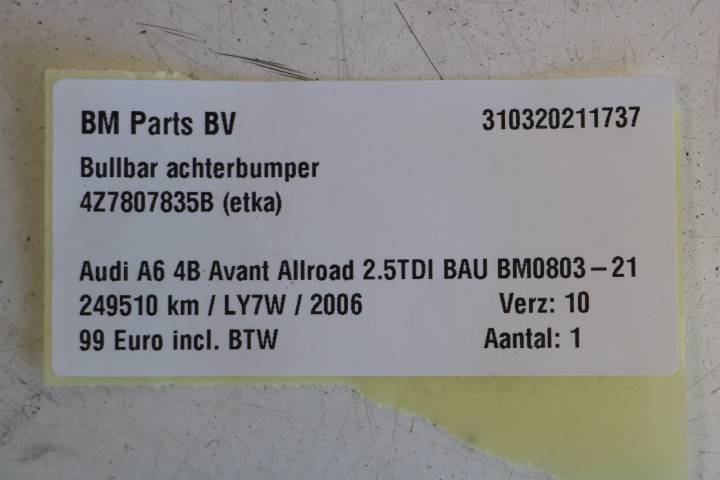 BM Parts BV 310320211737
Bullbar achterbumper
4Z7807835B (etka)
Audi A6 4B Avant Allroad 2.5TDI BAU BM0803-21
249510 km / LY7W / 2006 Verz: 10
99 Euro incl. BTW Aantal: 1